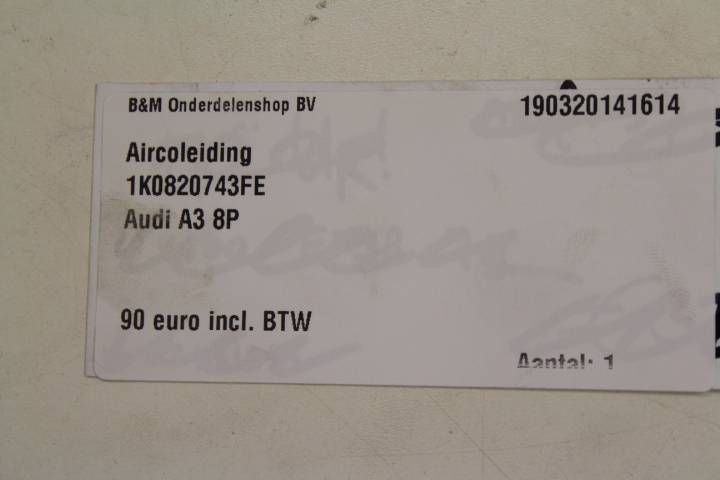 B&M Onderdelenshop BV 190320141614
Aircoleiding
1K0820743FE
Audi A3 8P
90 euro incl. BTW
Aantal: 1